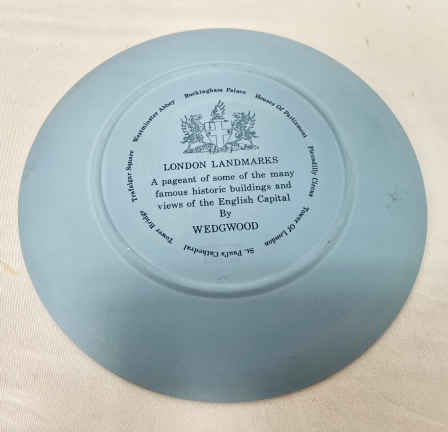 Trafalgar Square Westminster Abbey Buckingham Palace Houses Of Parliament Piccadilly Circus Tower Of London St. Paul's Cathedral Tower Bridge
LONDON LANDMARKS
A pageant of some of the many
famous historic buildings and
views of the English Capital
By
WEDGWOOD